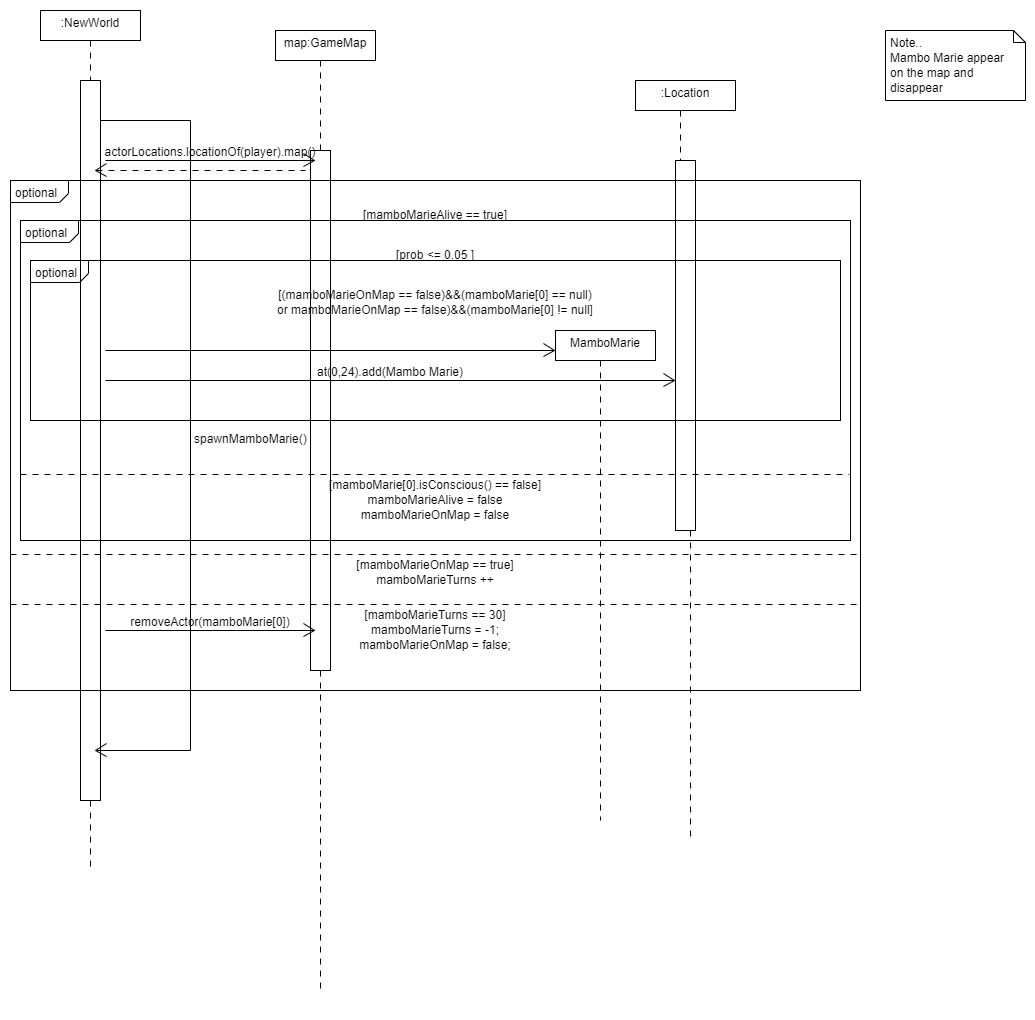 :NewWorld
map:GameMap
Note..
Mambo Marie appear
on the map and
disappear
:Location
actorLocations.locationOf(player).map()
optional
[mamboMarieAlive == true]
optional
[prob <= 0.05 ]
optional
[(mamboMarieOnMap == false)&&(mamboMarie[0] == null)
or mamboMarieOnMap == false)&&(mamboMarie[0] != null]
MamboMarie
at(0,24).add(Mambo Marie)
spawnMamboMarie()
[mamboMarie[0].isConscious() == false]
mamboMarieAlive = false
mamboMarieOnMap = false
[mamboMarieOnMap == true]
mamboMarieTurns ++
removeActor(mamboMarie[0])
[mamboMarieTurns == 30]
mamboMarieTurns = -1;
mamboMarieOnMap = false;